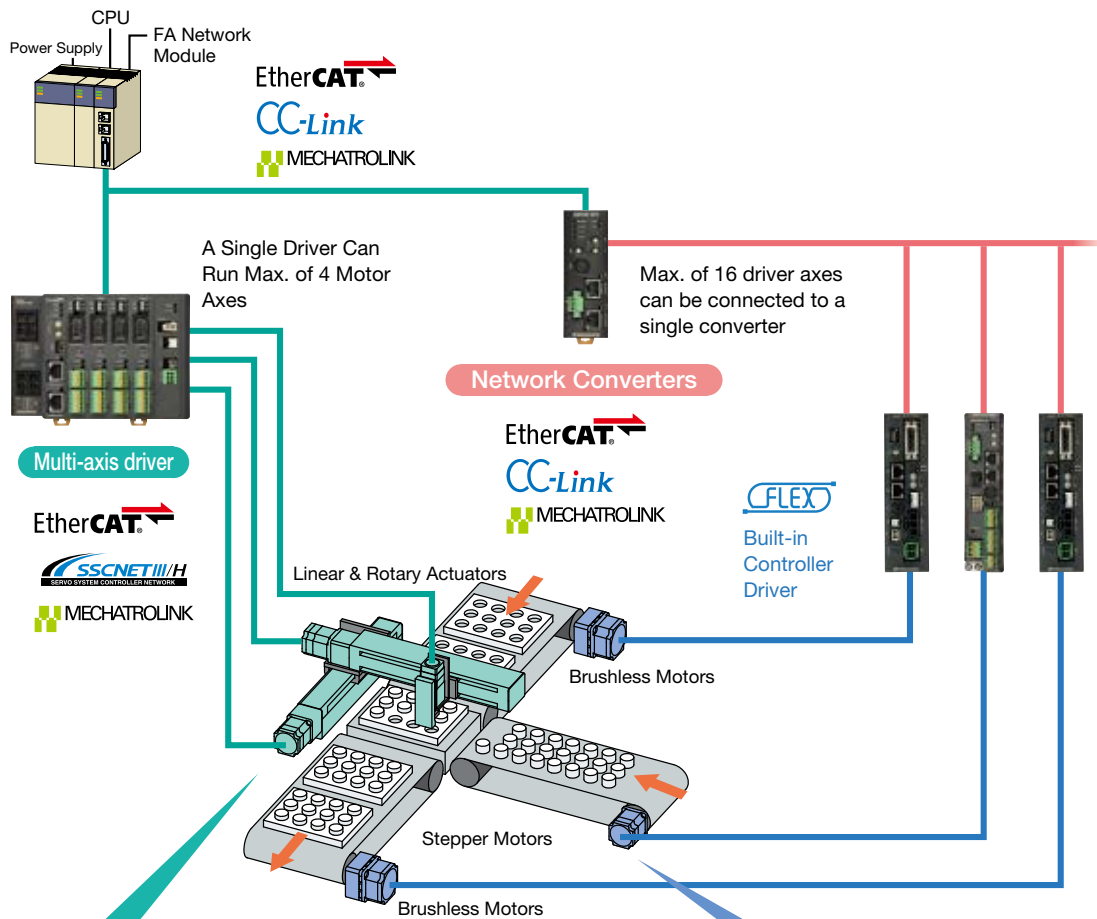 CPU
Power Supply
FA Network
Module
EtherCAT®
CC-Link
MECHATROLINK
A Single Driver Can
Run Max. of 4 Motor
Axes
Max. of 16 driver axes
can be connected to a
single converter
Network Converters
EtherCAT®
CC-Link
MECHATROLINK
Multi-axis driver
EtherCAT®
SSCNETIII/H
SERVO SYSTEM CONTROLLER NETWORK
MECHATROLINK
FLEX
Built-in
Controller
Driver
Linear & Rotary Actuators
Brushless Motors
Stepper Motors
Brushless Motors